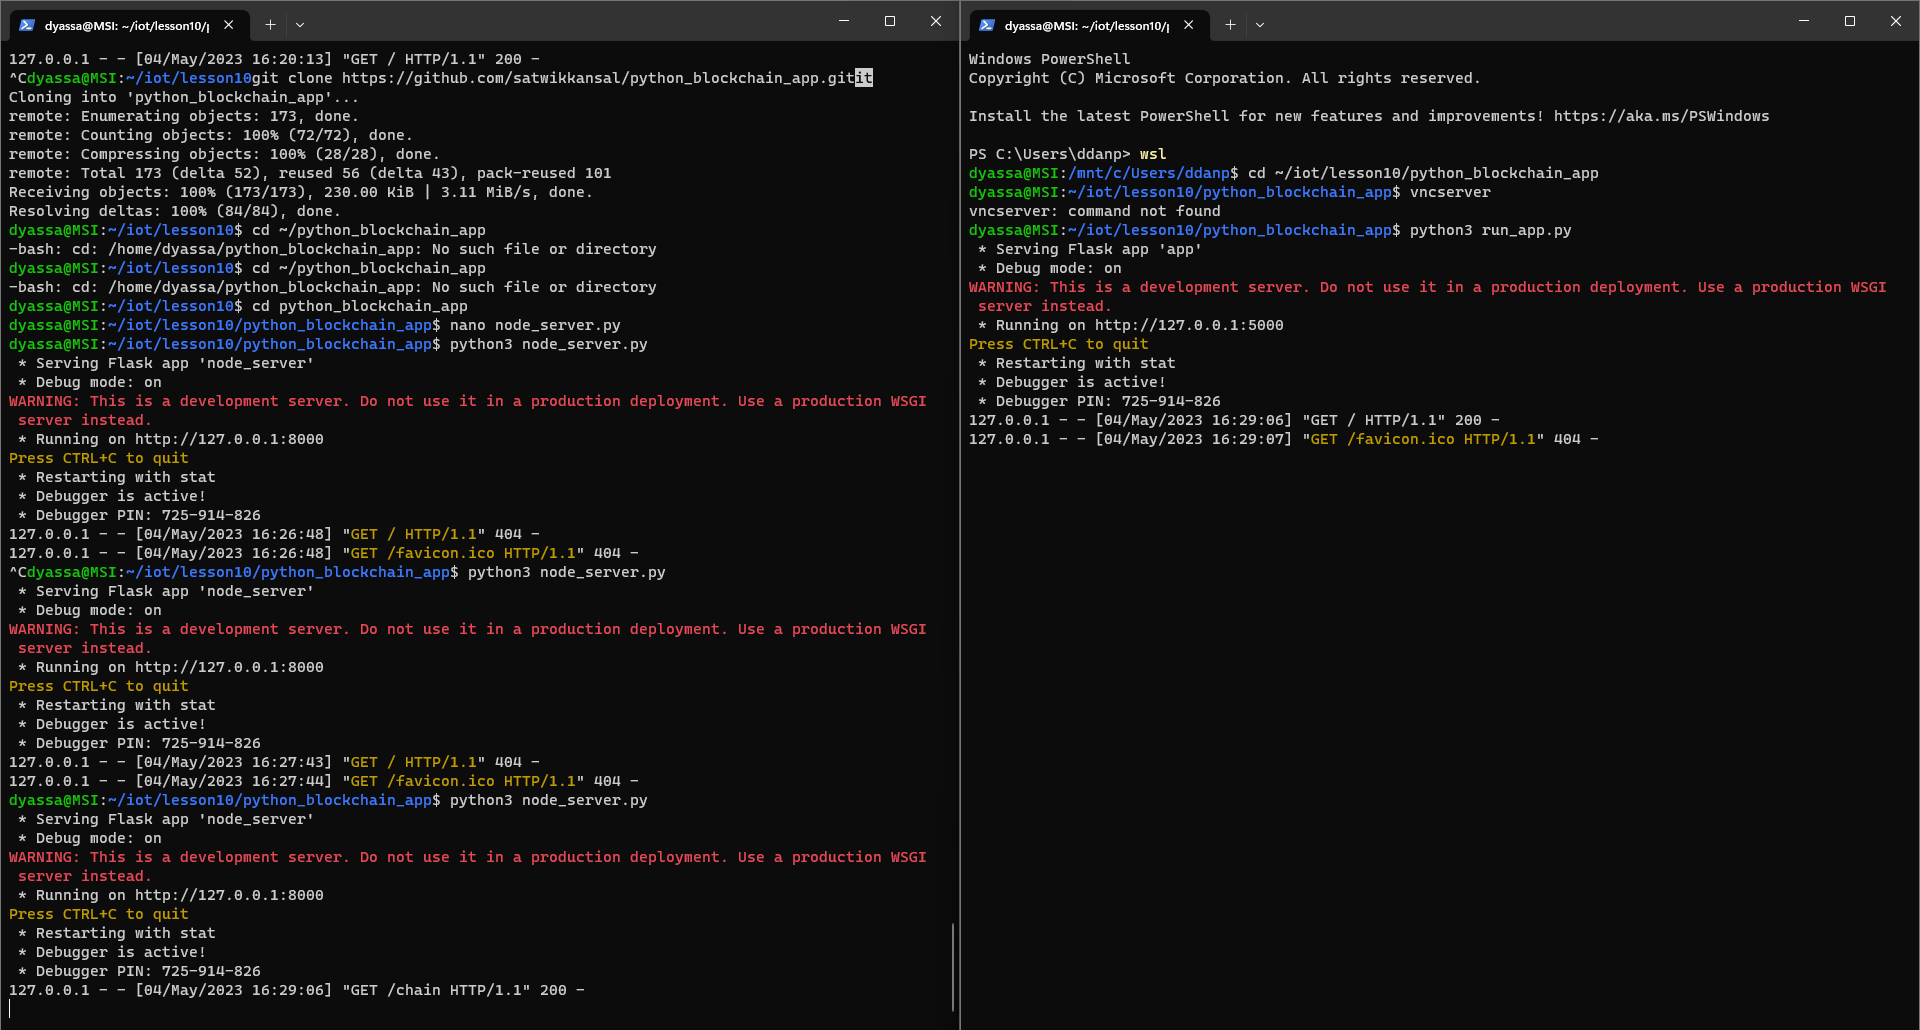 dyassa@MSI: ~/iot/lesson10/p
127.0.0.1 - - [04/May/2023 16:20:13] "GET / HTTP/1.1" 200 -
^Cdyassa@MSI:~/iot/lesson10git clone https://github.com/satwikkansal/python_blockchain_app.gitit
Cloning into 'python_blockchain_app'...
remote: Enumerating objects: 173, done.
remote: Counting objects: 100% (72/72), done.
remote: Compressing objects: 100% (28/28), done.
remote: Total 173 (delta 52), reused 56 (delta 43), pack-reused 101
Receiving objects: 100% (173/173), 230.00 KiB | 3.11 MiB/s, done.
Resolving deltas: 100% (84/84), done.
dyassa@MSI:~/iot/lesson10$ cd ~/python_blockchain_app
-bash: cd: /home/dyassa/python_blockchain_app: No such file or directory
dyassa@MSI:~/iot/lesson10$ cd ~/python_blockchain_app
-bash: cd: /home/dyassa/python_blockchain_app: No such file or directory
dyassa@MSI:~/iot/lesson10$ cd python_blockchain_app
dyassa@MSI:~/iot/lesson10/python_blockchain_app$ nano node_server.py
dyassa@MSI:~/iot/lesson10/python_blockchain_app$ python3 node_server.py
 * Serving Flask app 'node_server'
 * Debug mode: on
WARNING: This is a development server. Do not use it in a production deployment. Use a production WSGI
 server instead.
 * Running on http://127.0.0.1:8000
Press CTRL+C to quit
 * Restarting with stat
 * Debugger is active!
 * Debugger PIN: 725-914-826
127.0.0.1 - - [04/May/2023 16:26:48] "GET / HTTP/1.1" 404 -
127.0.0.1 - - [04/May/2023 16:26:48] "GET /favicon.ico HTTP/1.1" 404 -
^Cdyassa@MSI:~/iot/lesson10/python_blockchain_app$ python3 node_server.py
 * Serving Flask app 'node_server'
 * Debug mode: on
WARNING: This is a development server. Do not use it in a production deployment. Use a production WSGI
 server instead.
 * Running on http://127.0.0.1:8000
Press CTRL+C to quit
 * Restarting with stat
 * Debugger is active!
 * Debugger PIN: 725-914-826
127.0.0.1 - - [04/May/2023 16:27:43] "GET / HTTP/1.1" 404 -
127.0.0.1 - - [04/May/2023 16:27:44] "GET /favicon.ico HTTP/1.1" 404 -
dyassa@MSI:~/iot/lesson10/python_blockchain_app$ python3 node_server.py
 * Serving Flask app 'node_server'
 * Debug mode: on
WARNING: This is a development server. Do not use it in a production deployment. Use a production WSGI
 server instead.
 * Running on http://127.0.0.1:8000
Press CTRL+C to quit
 * Restarting with stat
 * Debugger is active!
 * Debugger PIN: 725-914-826
127.0.0.1 - - [04/May/2023 16:29:06] "GET /chain HTTP/1.1" 200 -
dyassa@MSI: ~/iot/lesson10/p
Windows PowerShell
Copyright (C) Microsoft Corporation. All rights reserved.
Install the latest PowerShell for new features and improvements! https://aka.ms/PSWindows
PS C:\Users\ddanp> wsl
dyassa@MSI:/mnt/c/Users/ddanp$ cd ~/iot/lesson10/python_blockchain_app
dyassa@MSI:~/iot/lesson10/python_blockchain_app$ vncserver
vncserver: command not found
dyassa@MSI:~/iot/lesson10/python_blockchain_app$ python3 run_app.py
 * Serving Flask app 'app'
 * Debug mode: on
WARNING: This is a development server. Do not use it in a production deployment. Use a production WSGI
 server instead.
 * Running on http://127.0.0.1:5000
Press CTRL+C to quit
 * Restarting with stat
 * Debugger is active!
 * Debugger PIN: 725-914-826
127.0.0.1 - - [04/May/2023 16:29:06] "GET / HTTP/1.1" 200 -
127.0.0.1 - - [04/May/2023 16:29:07] "GET /favicon.ico HTTP/1.1" 404 -